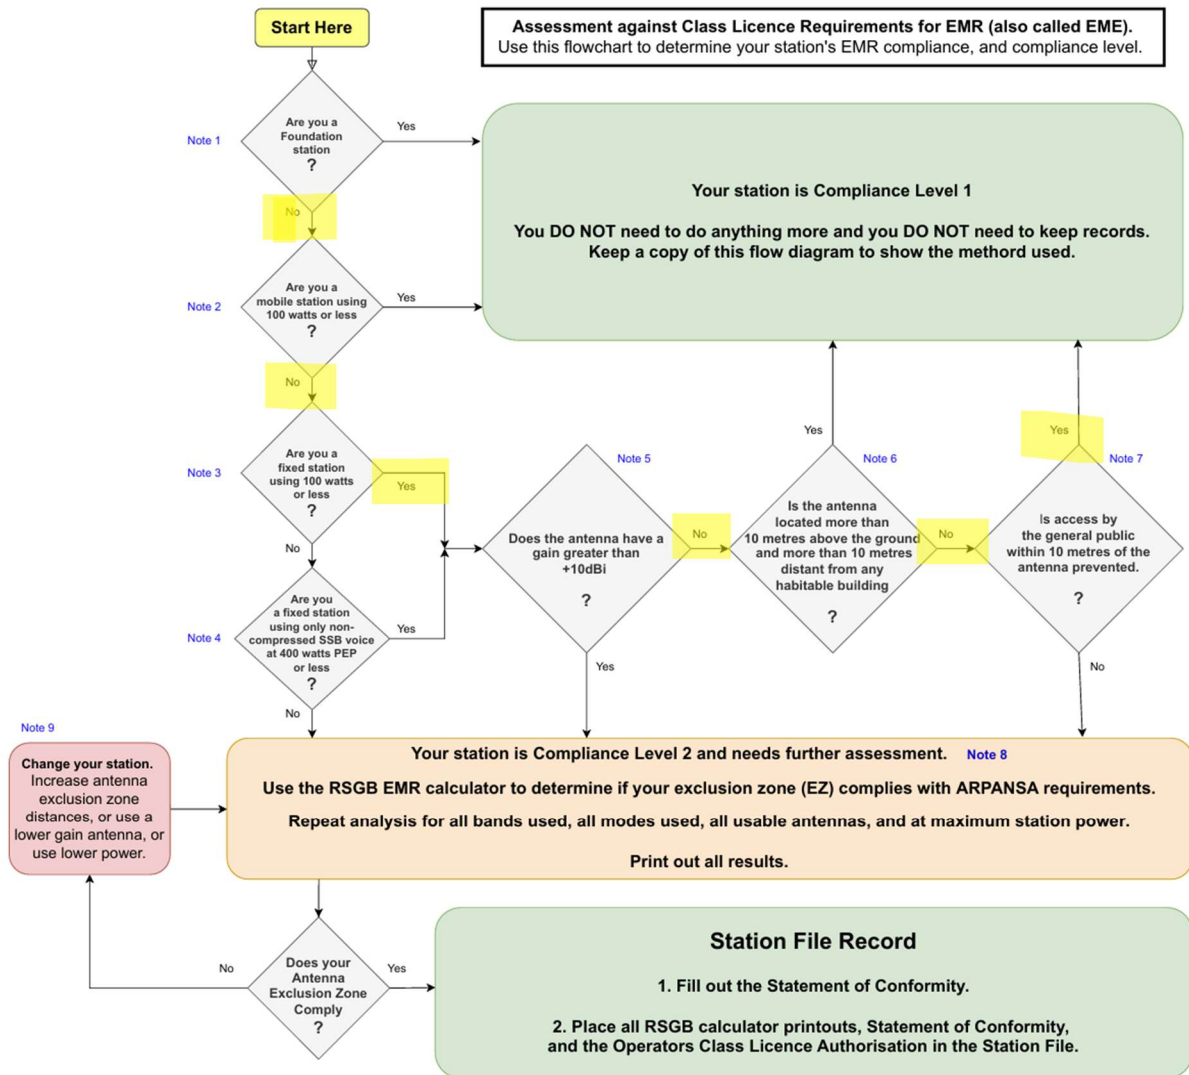 Start Here
Assessment against Class Licence Requirements for EMR (also called EME).
Use this flowchart to determine your station's EMR compliance, and compliance level.
Note 1
Are you a
Foundation
station
?
Yes
No
Your station is Compliance Level 1
You DO NOT need to do anything more and you DO NOT need to keep records.
Keep a copy of this flow diagram to show the methord used.
Note 2
Are you a
mobile station using
100 watts or less
?
Yes
No
Note 3
Are you a
fixed station
using 100 watts
or less
?
Yes
No
Note 4
Are you
a fixed station
using only non-
compressed SSB voice
at 400 watts PEP
or less
?
Yes
No
Note 5
Does the antenna have a
gain greater than
+10dBi
?
No
Yes
Note 6
Is the antenna
located more than
10 metres above the ground
and more than 10 metres
distant from any
habitable building
?
Yes
No
Note 7
Is access by
the general public
within 10 metres of the
antenna prevented.
?
Yes
No
Note 9
Change your station.
Increase antenna
exclusion zone
distances, or use a
lower gain antenna, or
use lower power.
Your station is Compliance Level 2 and needs further assessment. Note 8
Use the RSGB EMR calculator to determine if your exclusion zone (EZ) complies with ARPANSA requirements.
Repeat analysis for all bands used, all modes used, all usable antennas, and at maximum station power.
Print out all results.
Does your
Antenna
Exclusion Zone
Comply
?
No
Yes
Station File Record
1. Fill out the Statement of Conformity.
2. Place all RSGB calculator printouts, Statement of Conformity,
and the Operators Class Licence Authorisation in the Station File.